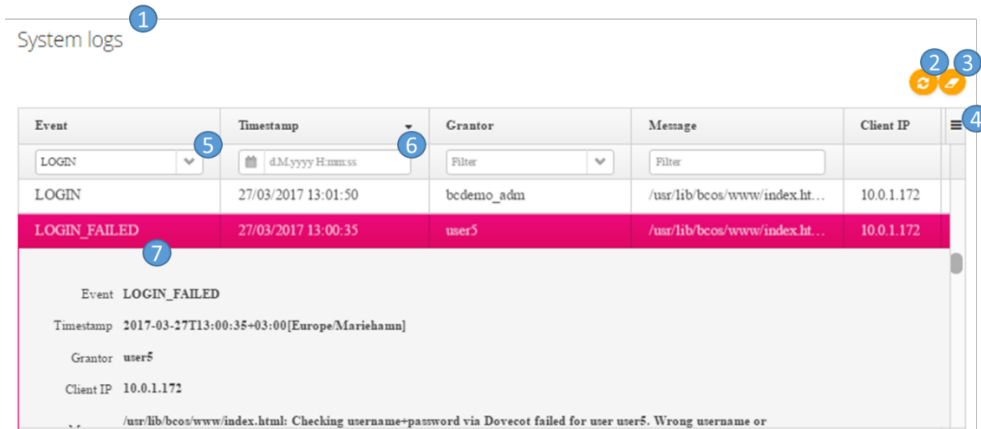 1
System logs
2 3
Event Timestamp Grantor Message Client IP 4
5 6
LOGIN d.M.yyyy H:mm:ss Filter Filter
LOGIN 27/03/2017 13:01:50 bcdemo_adm /usr/lib/bcos/www/index.ht... 10.0.1.172
LOGIN_FAILED 27/03/2017 13:00:35 user5 /usr/lib/bcos/www/index.ht... 10.0.1.172
7
Event LOGIN_FAILED
Timestamp 2017-03-27T13:00:35+03:00[Europe/Mariehamn]
Grantor user5
Client IP 10.0.1.172
/usr/lib/bcos/www/index.html: Checking username+password via Dovecot failed for user user5. Wrong username or